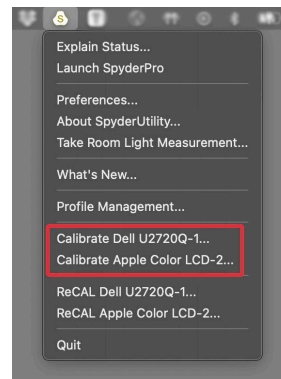 Explain Status...
Launch SpyderPro
Preferences...
About SpyderUtility...
Take Room Light Measurement...
What's New...
Profile Management...
Calibrate Dell U2720Q-1...
Calibrate Apple Color LCD-2...
ReCAL Dell U2720Q-1...
ReCAL Apple Color LCD-2...
Quit